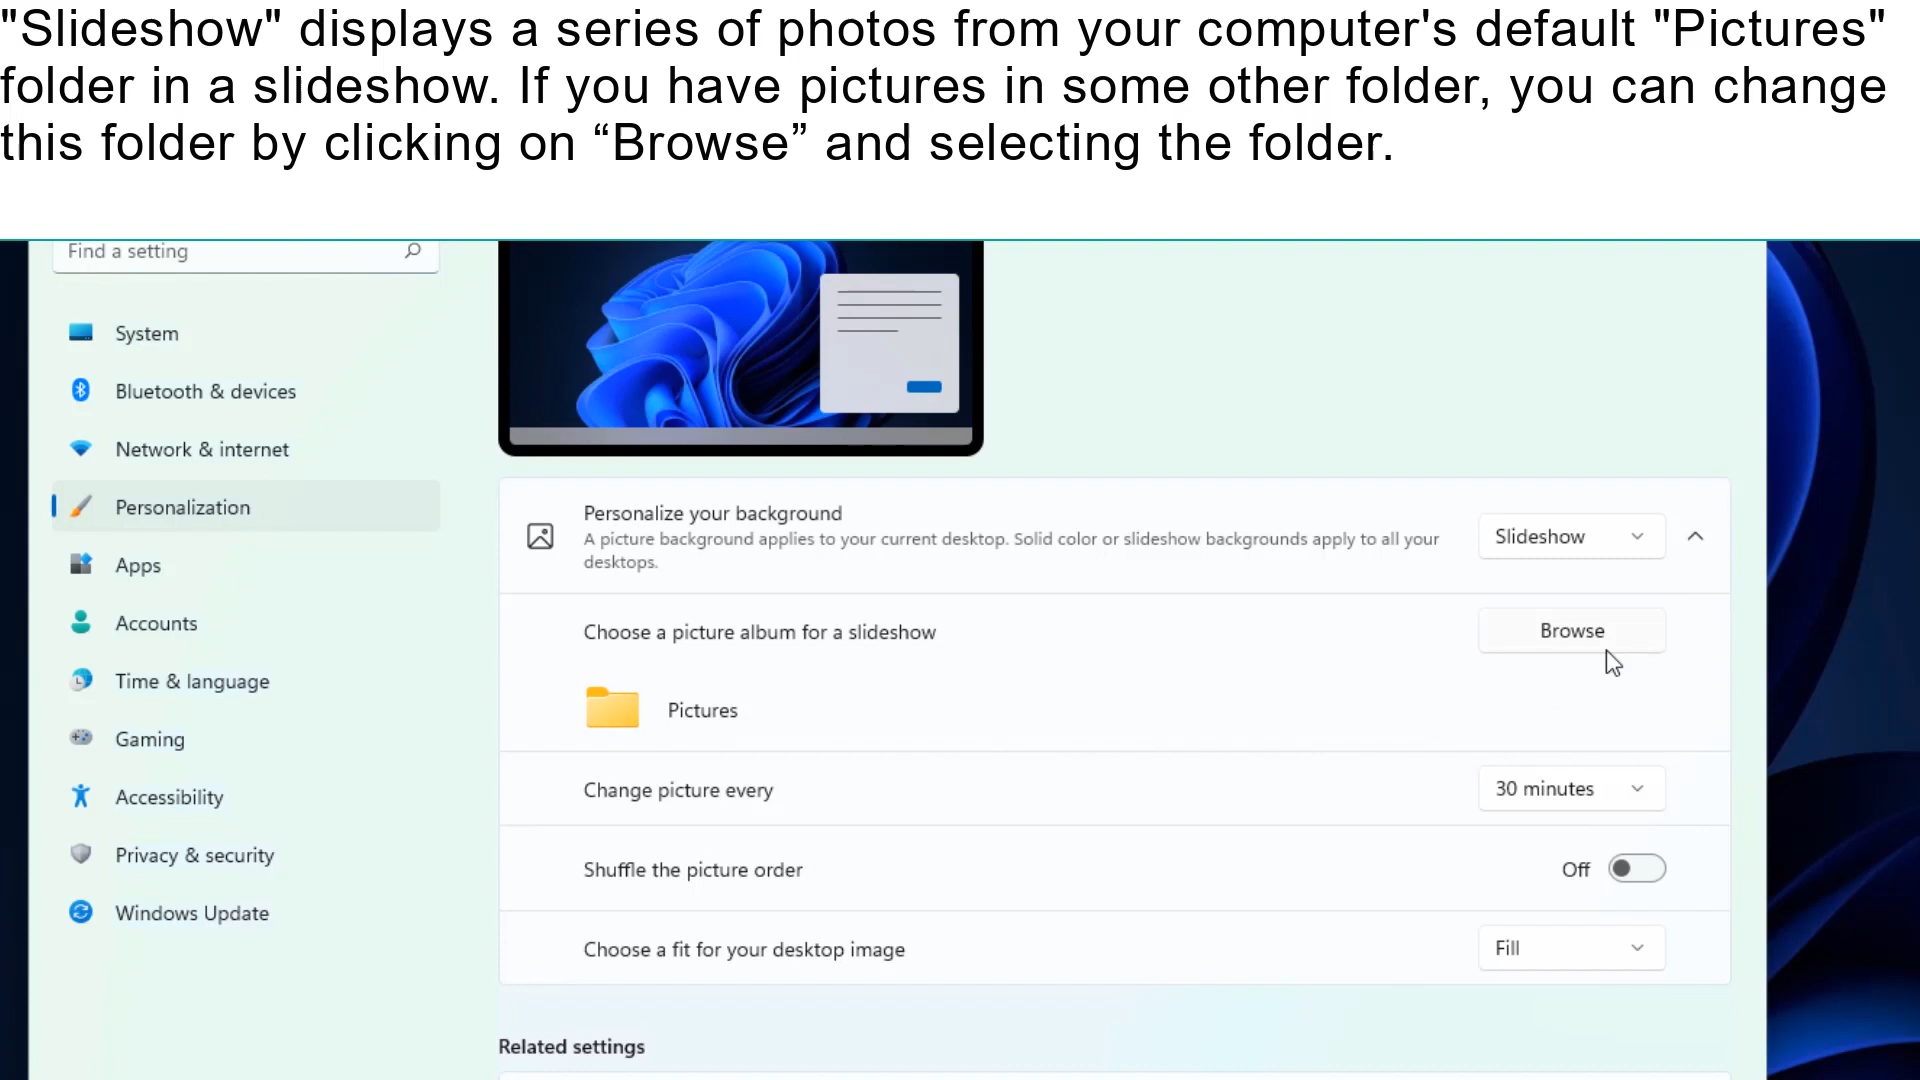 "Slideshow" displays a series of photos from your computer's default "Pictures"
folder in a slideshow. If you have pictures in some other folder, you can change
this folder by clicking on “Browse” and selecting the folder.
Find a setting
System
Bluetooth & devices
Network & internet
Personalization
Apps
Accounts
Time & language
Gaming
Accessibility
Privacy & security
Windows Update
Personalize your background
A picture background applies to your current desktop. Solid color or slideshow backgrounds apply to all your
desktops.
Slideshow
Choose a picture album for a slideshow
Browse
Pictures
Change picture every
30 minutes
Shuffle the picture order
Off
Choose a fit for your desktop image
Fill
Related settings